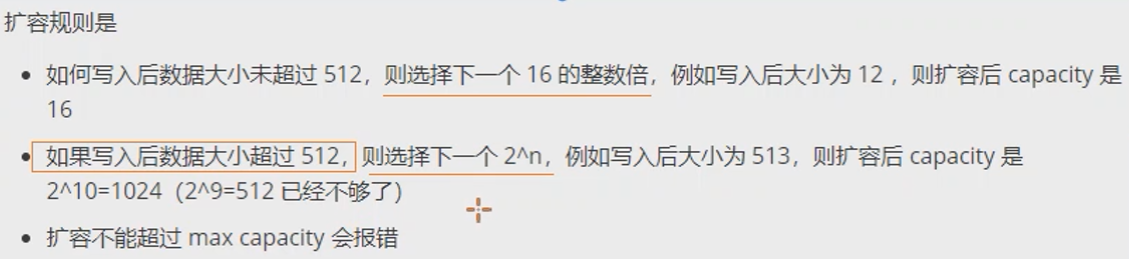 扩容规则是
如何写入后数据大小未超过 512，则选择下一个 16 的整数倍，例如写入后大小为 12 ，则扩容后 capacity 是
16
如果写入后数据大小超过 512，则选择下一个 2^n，例如写入后大小为 513，则扩容后 capacity 是
2^10=1024（2^9=512 已经不够了）
扩容不能超过 max capacity 会报错